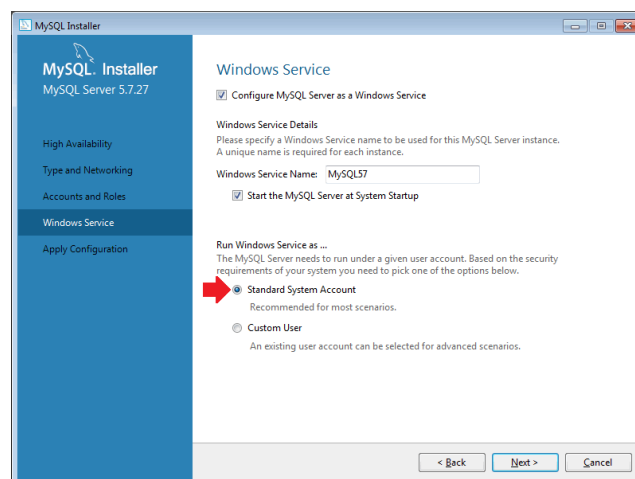 MySQL Installer
MySQL. Installer
MySQL Server 5.7.27
High Availability
Type and Networking
Accounts and Roles
Windows Service
Apply Configuration
Windows Service
Configure MySQL Server as a Windows Service
Windows Service Details
Please specify a Windows Service name to be used for this MySQL Server instance.
A unique name is required for each instance.
Windows Service Name: MySQL57
Start the MySQL Server at System Startup
Run Windows Service as ...
The MySQL Server needs to run under a given user account. Based on the security
requirements of your system you need to pick one of the options below.
Standard System Account
Recommended for most scenarios.
Custom User
An existing user account can be selected for advanced scenarios.
< Back
Next >
Cancel